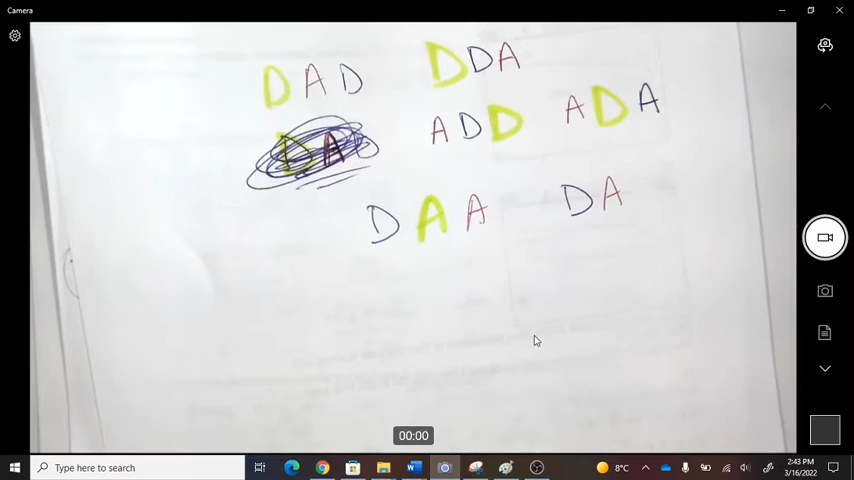 Camera
DAD DDA
DA ADD ADA
DAA DA
00:00
Type here to search
8°C
2:43 PM
3/16/2022